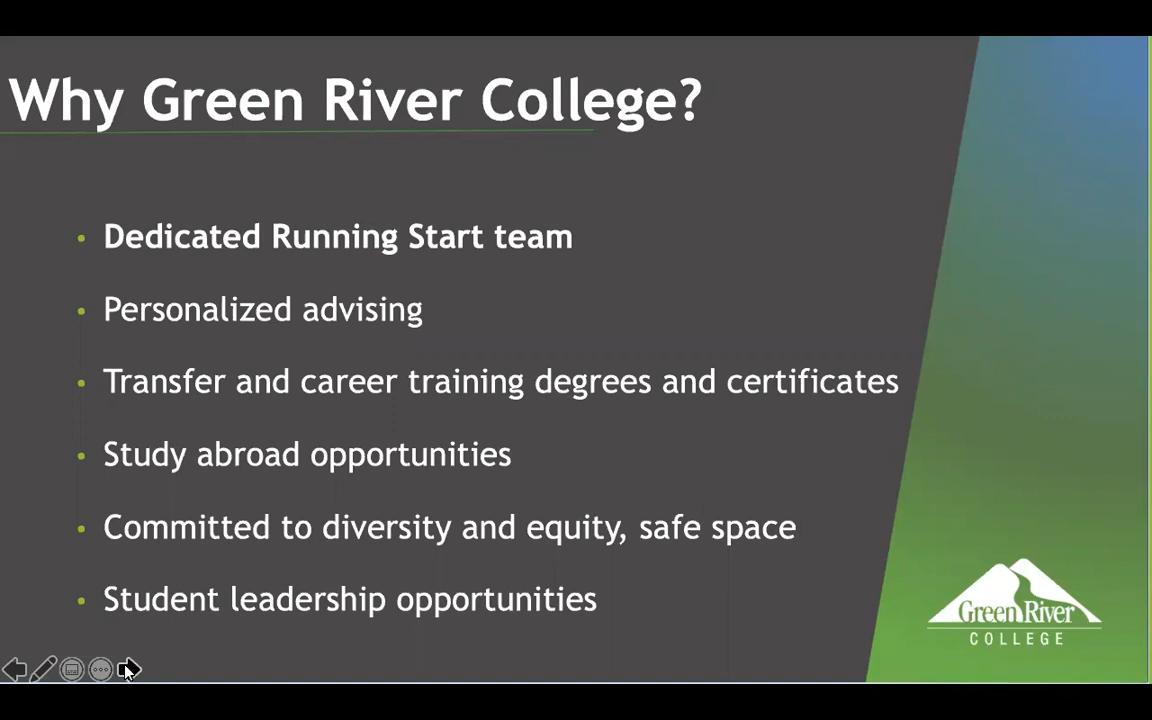 Why Green River College?
• Dedicated Running Start team
• Personalized advising
• Transfer and career training degrees and certificates
• Study abroad opportunities
• Committed to diversity and equity, safe space
• Student leadership opportunities
Green River
COLLEGE